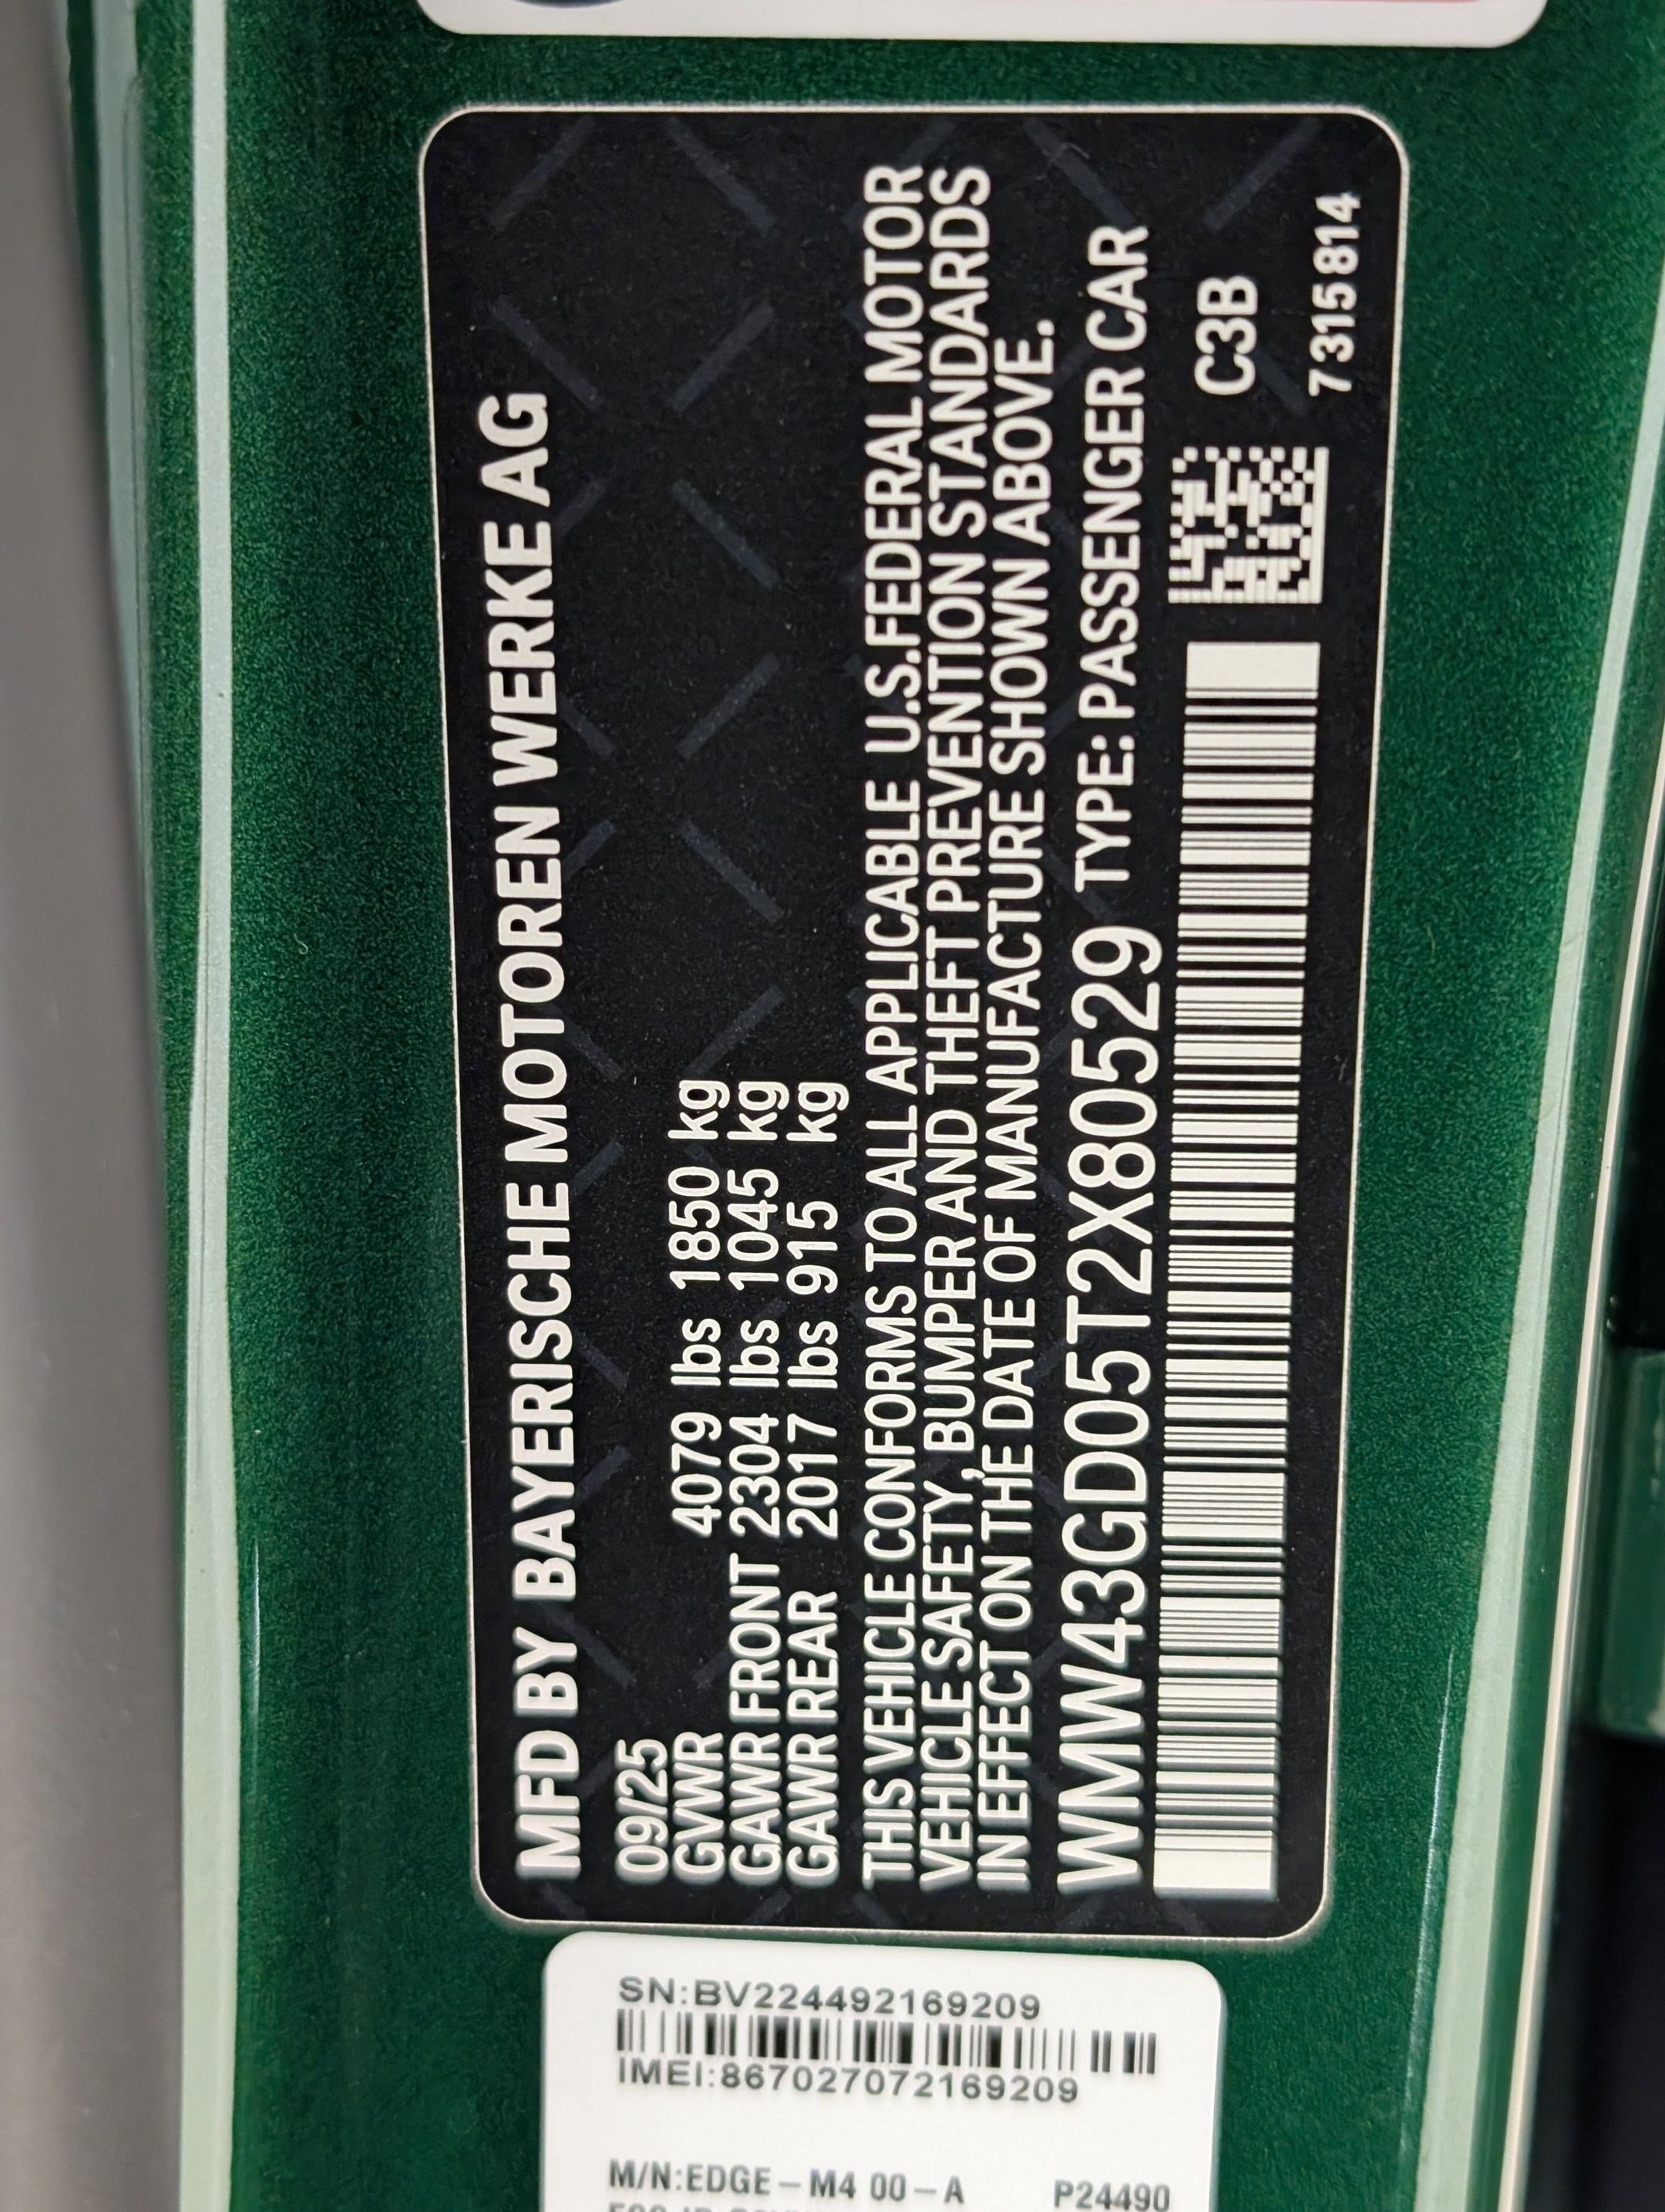 MFD BY BAYERISCHE MOTOREN WERKE AG
09/25
GVWR 4079 lbs 1850 kg
GAWR FRONT 2304 lbs 1045 kg
GAWR REAR 2017 lbs 915 kg
THIS VEHICLE CONFORMS TO ALL APPLICABLE U.S.FEDERAL MOTOR
VEHICLE SAFETY, BUMPER AND THEFT PREVENTION STANDARDS
IN EFFECT ON THE DATE OF MANUFACTURE SHOWN ABOVE.
WMW43GD05T2X80529 TYPE: PASSENGER CAR
C3B
7315814
SN:BV224492169209
IMEI:867027072169209
M/N:EDGE-M4 00-A P24490